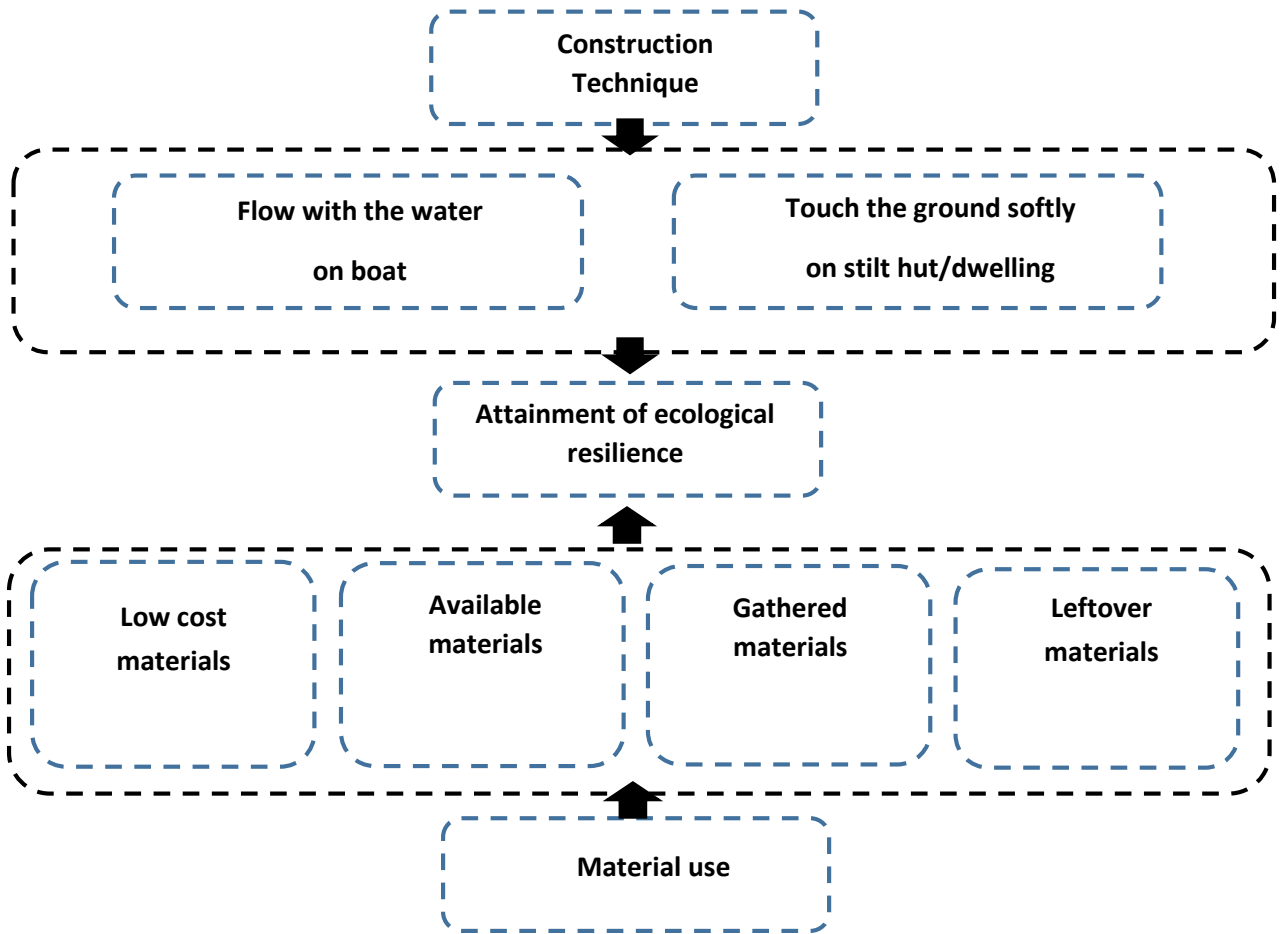 Construction
Technique
Flow with the water
on boat
Touch the ground softly
on stilt hut/dwelling
Attainment of ecological
resilience
Low cost
materials
Available
materials
Gathered
materials
Leftover
materials
Material use